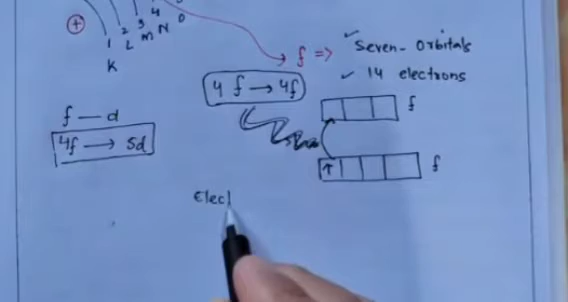 +
1 2 3 4
K L M N O
f ⇒ ✓ Seven-Orbitals
✓ 14 electrons
4f → 4f
f
f — d
4f → 5d
↑
f
Elec